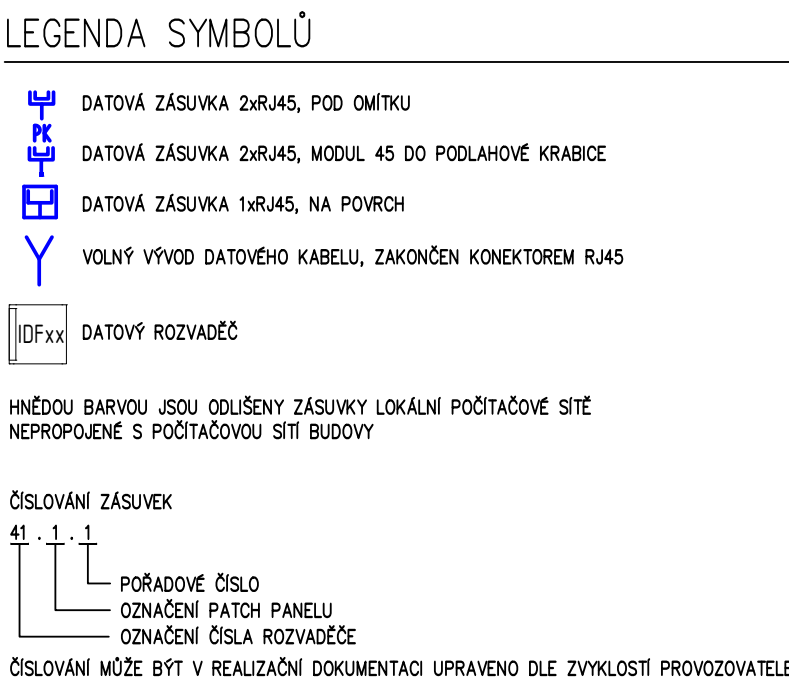 LEGENDA SYMBOLŮ
DATOVÁ ZÁSUVKA 2xRJ45, POD OMÍTKU
PK
DATOVÁ ZÁSUVKA 2xRJ45, MODUL 45 DO PODLAHOVÉ KRABICE
DATOVÁ ZÁSUVKA 1xRJ45, NA POVRCH
VOLNÝ VÝVOD DATOVÉHO KABELU, ZAKONČEN KONEKTOREM RJ45
IDFxx DATOVÝ ROZVADĚČ
HNĚDOU BARVOU JSOU ODLIŠENY ZÁSUVKY LOKÁLNÍ POČÍTAČOVÉ SÍTĚ
NEPROPOJENÉ S POČÍTAČOVOU SÍTÍ BUDOVY
ČÍSLOVÁNÍ ZÁSUVEK
41 . 1 . 1
POŘADOVÉ ČÍSLO
OZNAČENÍ PATCH PANELU
OZNAČENÍ ČÍSLA ROZVADĚČE
ČÍSLOVÁNÍ MŮŽE BÝT V REALIZAČNÍ DOKUMENTACI UPRAVENO DLE ZVYKLOSTÍ PROVOZOVATELE